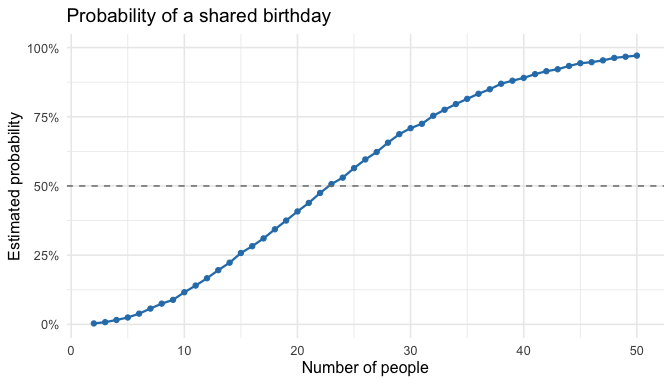 Probability of a shared birthday
100%
75%
50%
25%
0%
Estimated probability
0 10 20 30 40 50
Number of people